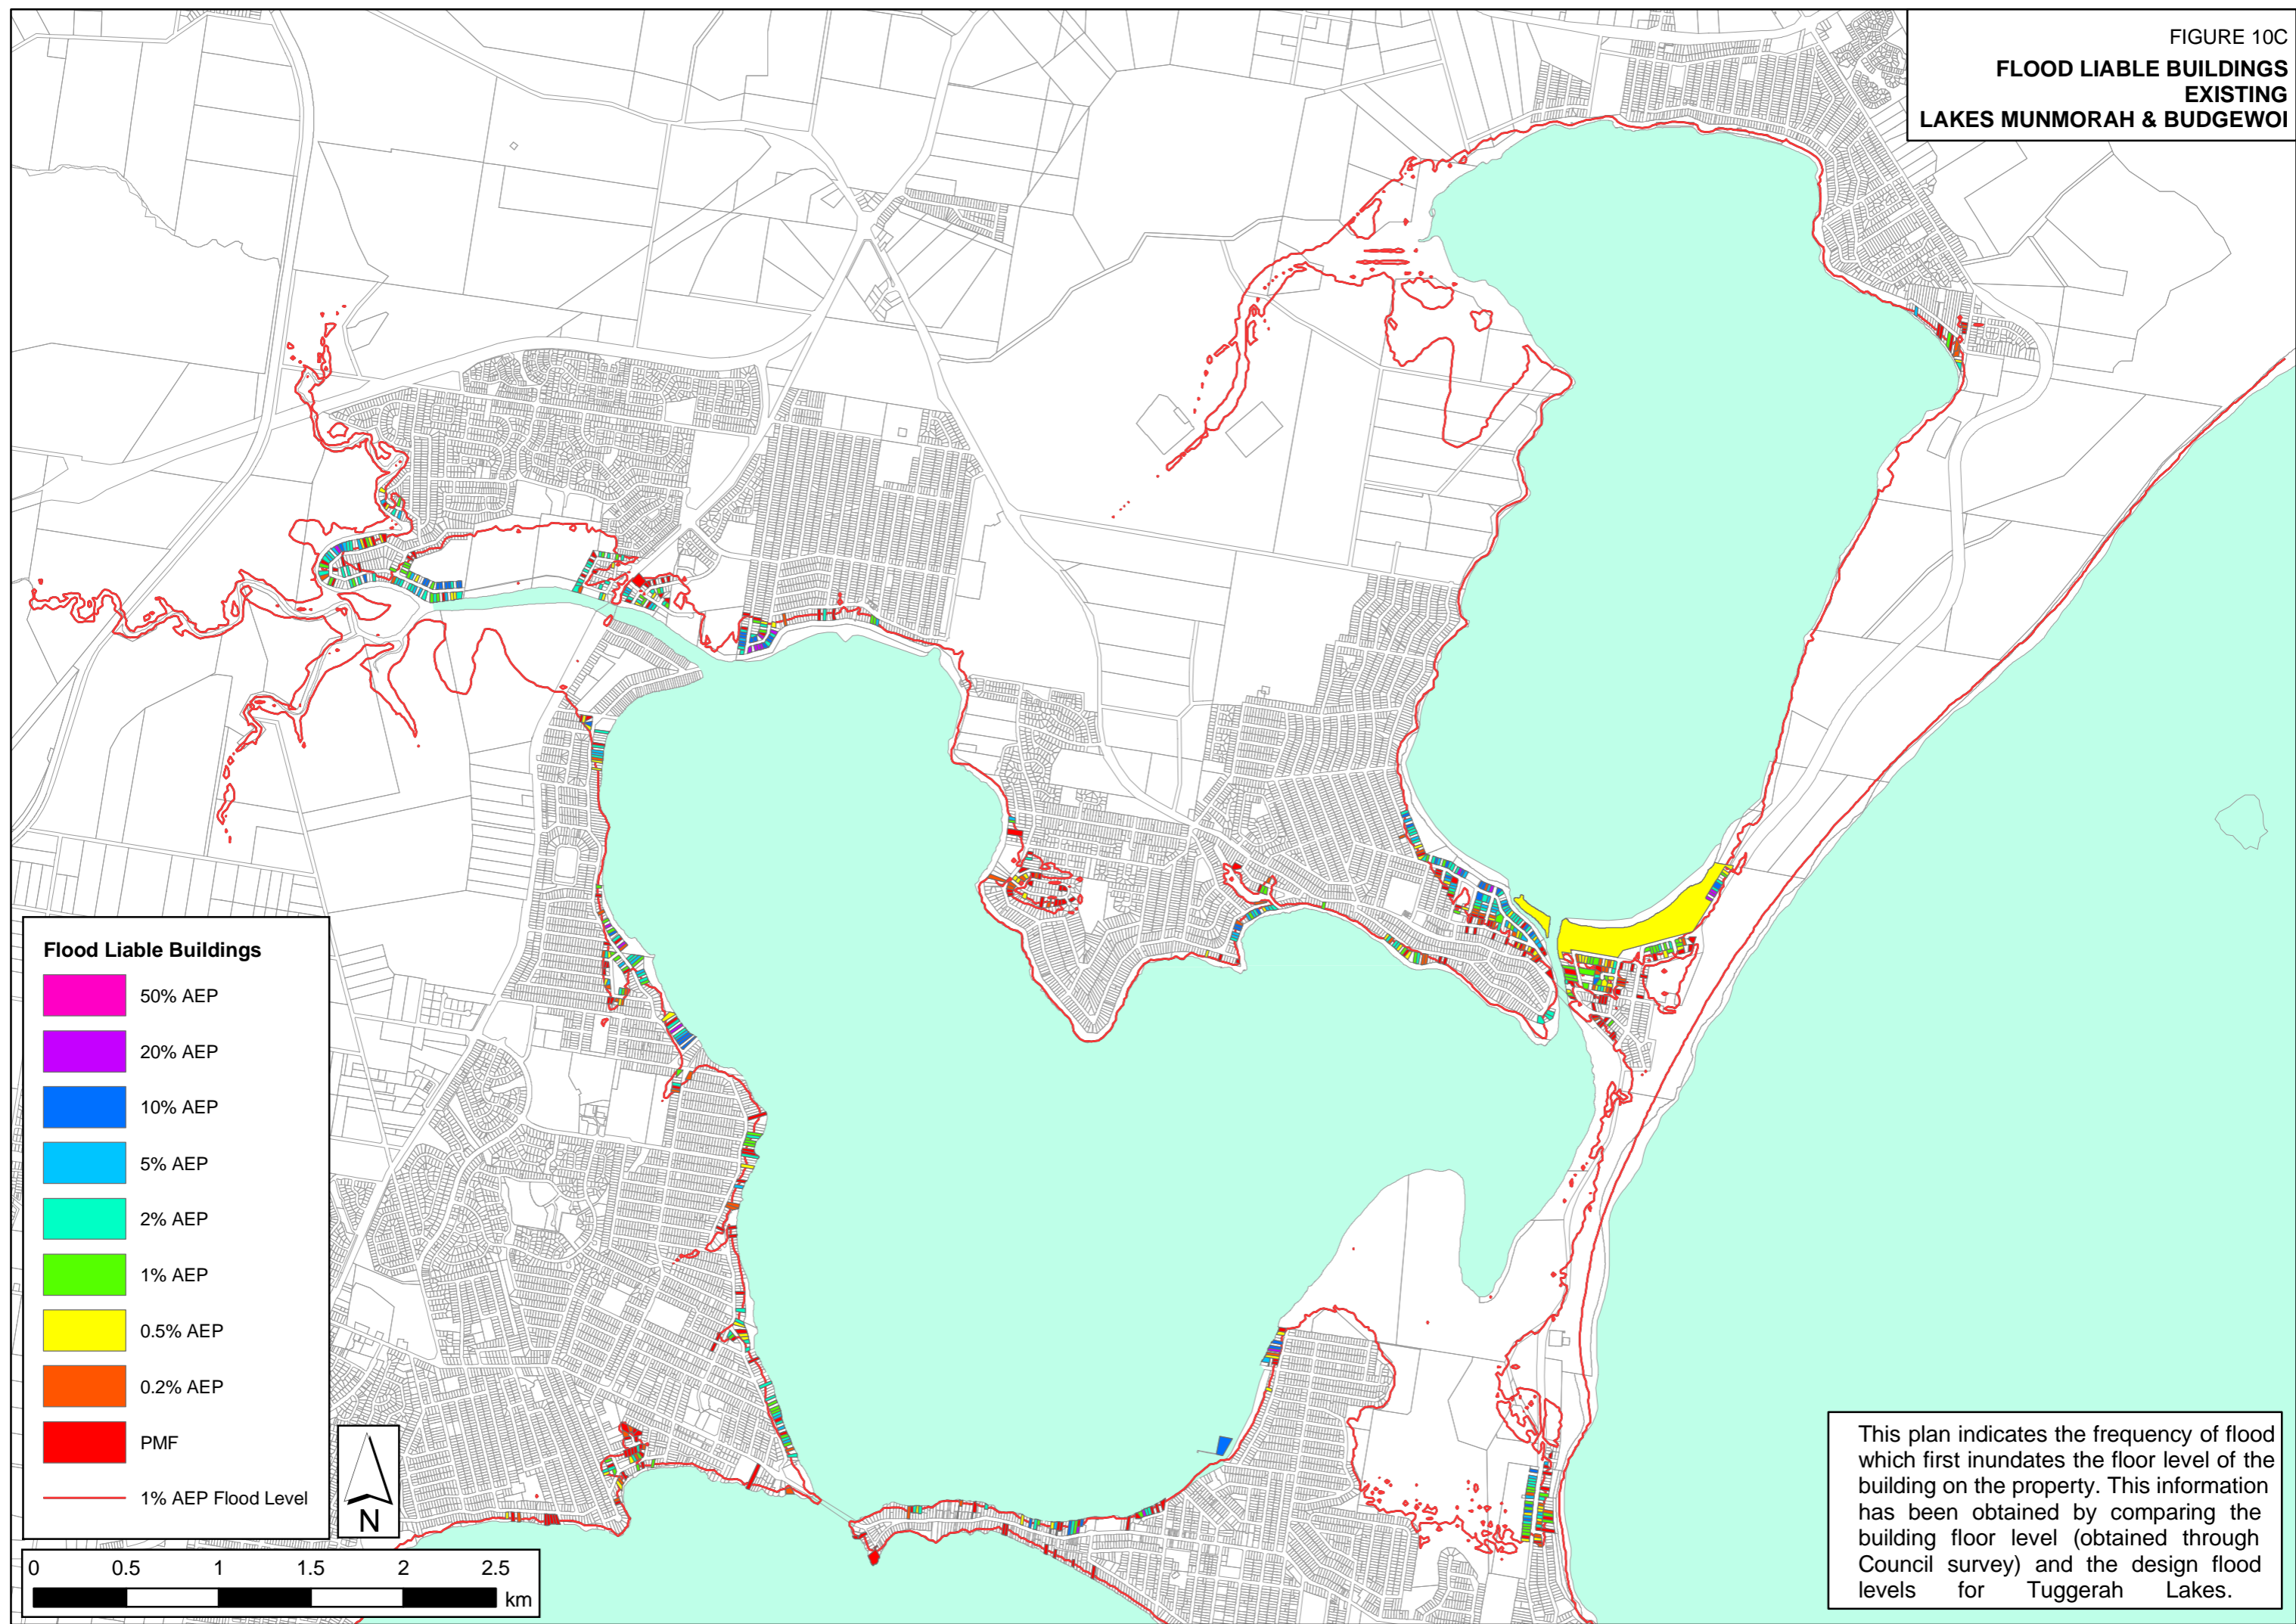 FIGURE 10C
FLOOD LIABLE BUILDINGS
EXISTING
LAKES MUNMORAH & BUDGEWOI
Flood Liable Buildings
50% AEP
20% AEP
10% AEP
5% AEP
2% AEP
1% AEP
0.5% AEP
0.2% AEP
PMF
1% AEP Flood Level
N
0 0.5 1 1.5 2 2.5
km
This plan indicates the frequency of flood
which first inundates the floor level of the
building on the property. This information
has been obtained by comparing the
building floor level (obtained through
Council survey) and the design flood
levels for Tuggerah Lakes.